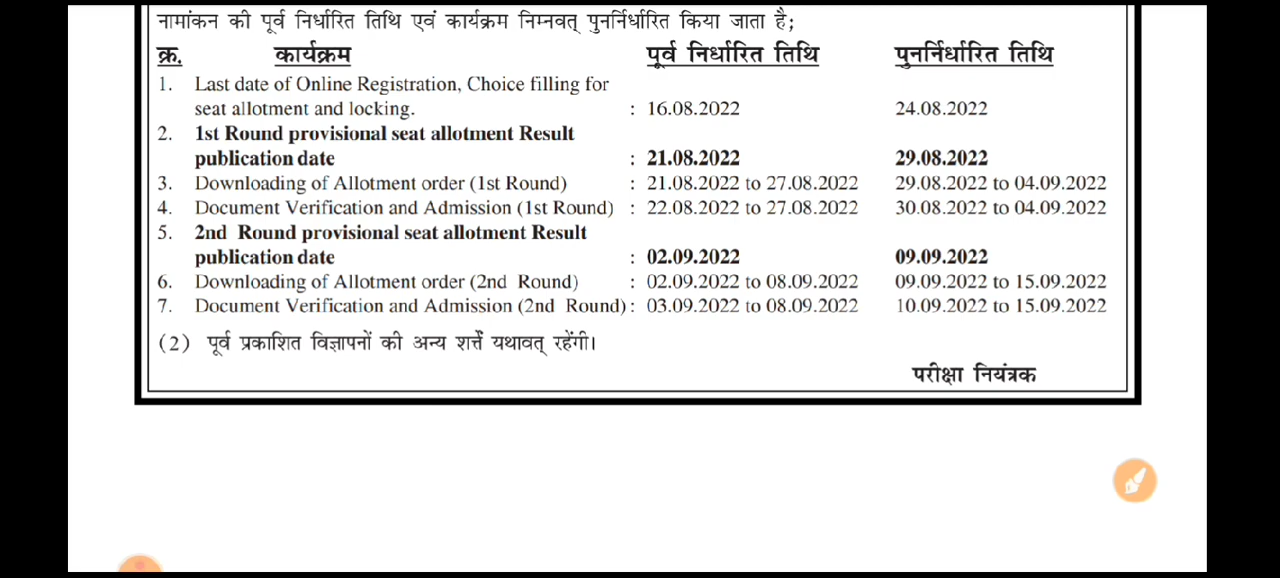 नामांकन की पूर्व निर्धारित तिथि एवं कार्यक्रम निम्नवत् पुनर्निर्धारित किया जाता है;
क्र. कार्यक्रम पूर्व निर्धारित तिथि पुनर्निर्धारित तिथि
1. Last date of Online Registration, Choice filling for
seat allotment and locking. : 16.08.2022 24.08.2022
2. 1st Round provisional seat allotment Result
publication date : 21.08.2022 29.08.2022
3. Downloading of Allotment order (1st Round) : 21.08.2022 to 27.08.2022 29.08.2022 to 04.09.2022
4. Document Verification and Admission (1st Round) : 22.08.2022 to 27.08.2022 30.08.2022 to 04.09.2022
5. 2nd Round provisional seat allotment Result
publication date : 02.09.2022 09.09.2022
6. Downloading of Allotment order (2nd Round) : 02.09.2022 to 08.09.2022 09.09.2022 to 15.09.2022
7. Document Verification and Admission (2nd Round) : 03.09.2022 to 08.09.2022 10.09.2022 to 15.09.2022
(2) पूर्व प्रकाशित विज्ञापनों की अन्य शर्त्तें यथावत् रहेंगी।
परीक्षा नियंत्रक